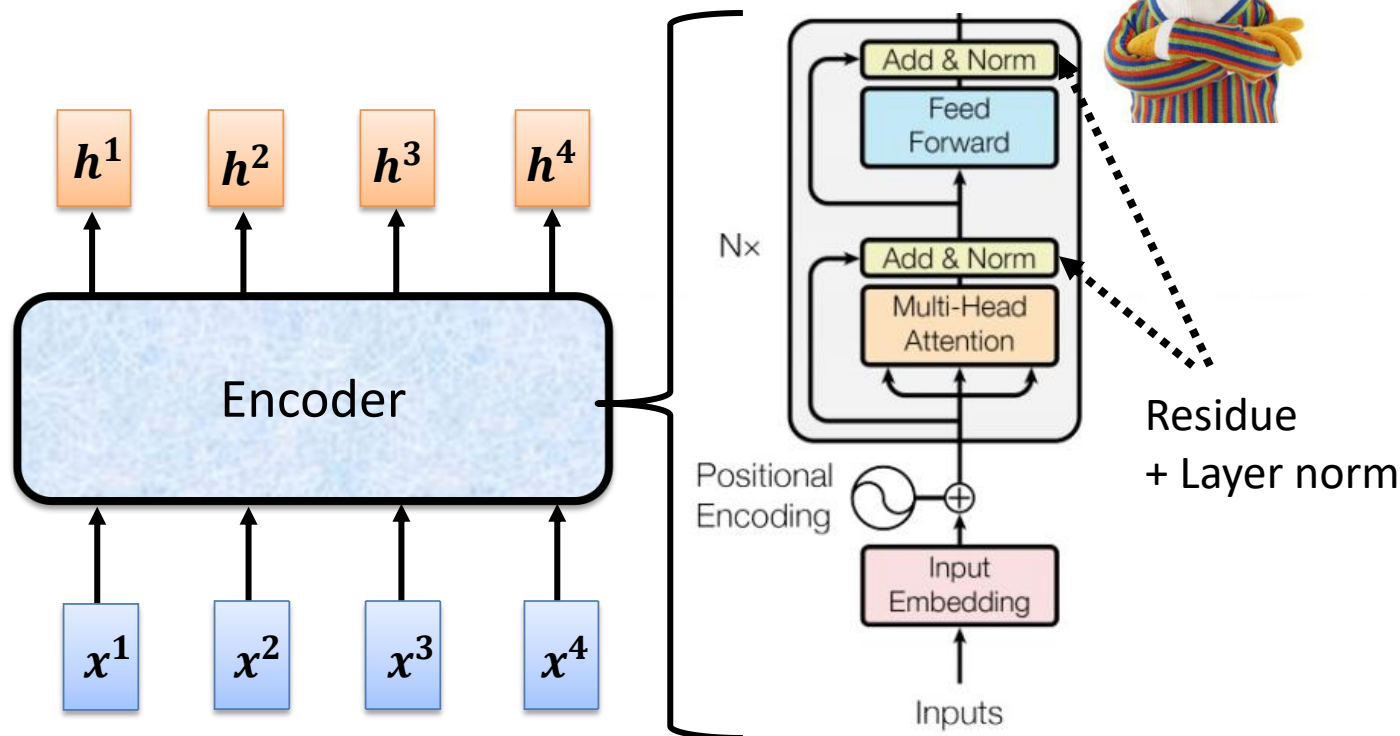 h¹ h² h³ h⁴
Encoder
x¹ x² x³ x⁴
Add & Norm
Feed
Forward
N×
Add & Norm
Multi-Head
Attention
Positional
Encoding
Input
Embedding
Inputs
Residue
+ Layer norm